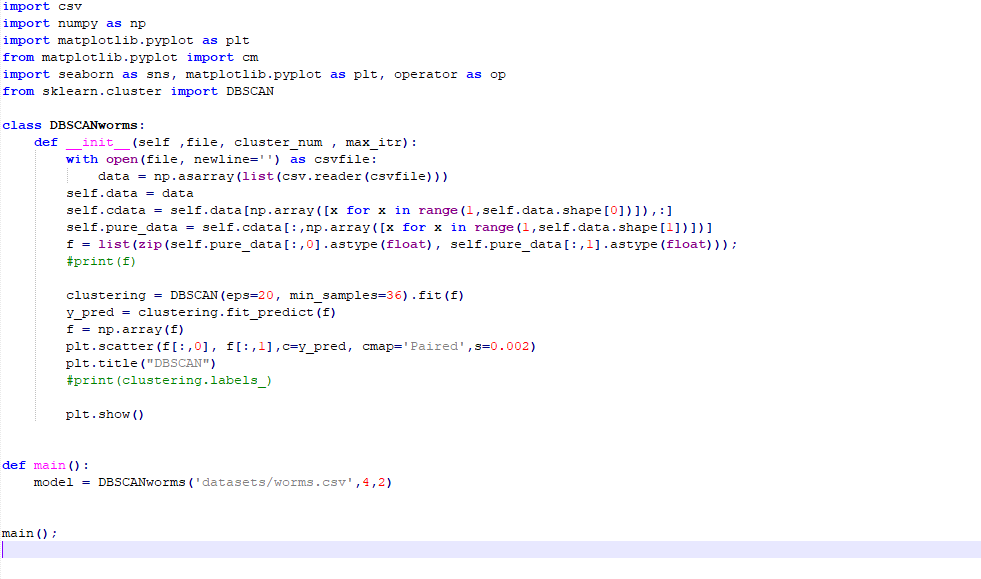 import csv
import numpy as np
import matplotlib.pyplot as plt
from matplotlib.pyplot import cm
import seaborn as sns, matplotlib.pyplot as plt, operator as op
from sklearn.cluster import DBSCAN

class DBSCANworms:
    def __init__(self ,file, cluster_num , max_itr):
        with open(file, newline='') as csvfile:
            data = np.asarray(list(csv.reader(csvfile)))
        self.data = data
        self.cdata = self.data[np.array([x for x in range(1,self.data.shape[0])]),:]
        self.pure_data = self.cdata[:,np.array([x for x in range(1,self.data.shape[1])])]
        f = list(zip(self.pure_data[:,0].astype(float), self.pure_data[:,1].astype(float)));
        #print(f)

        clustering = DBSCAN(eps=20, min_samples=36).fit(f)
        y_pred = clustering.fit_predict(f)
        f = np.array(f)
        plt.scatter(f[:,0], f[:,1],c=y_pred, cmap='Paired',s=0.002)
        plt.title("DBSCAN")
        #print(clustering.labels_)

        plt.show()


def main():
    model = DBSCANworms('datasets/worms.csv',4,2)


main();